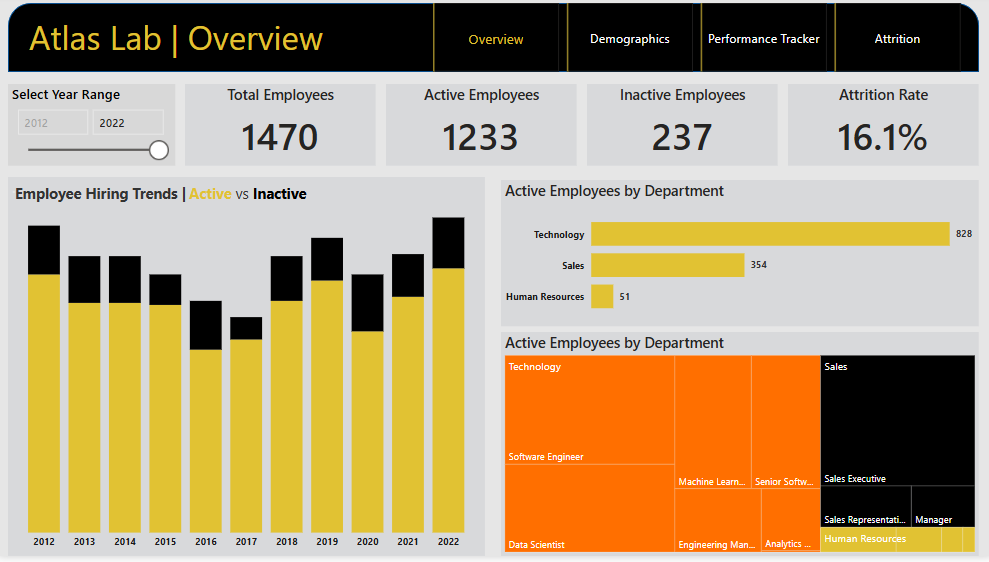 Atlas Lab | Overview
Overview
Demographics
Performance Tracker
Attrition
Select Year Range
2012
2022
Total Employees
1470
Active Employees
1233
Inactive Employees
237
Attrition Rate
16.1%
Employee Hiring Trends | Active vs Inactive
2012 2013 2014 2015 2016 2017 2018 2019 2020 2021 2022
Active Employees by Department
Technology 828
Sales 354
Human Resources 51
Active Employees by Department
Technology
Software Engineer
Data Scientist
Machine Learn...
Senior Softw...
Engineering Man...
Analytics ...
Sales
Sales Executive
Sales Representati...
Manager
Human Resources